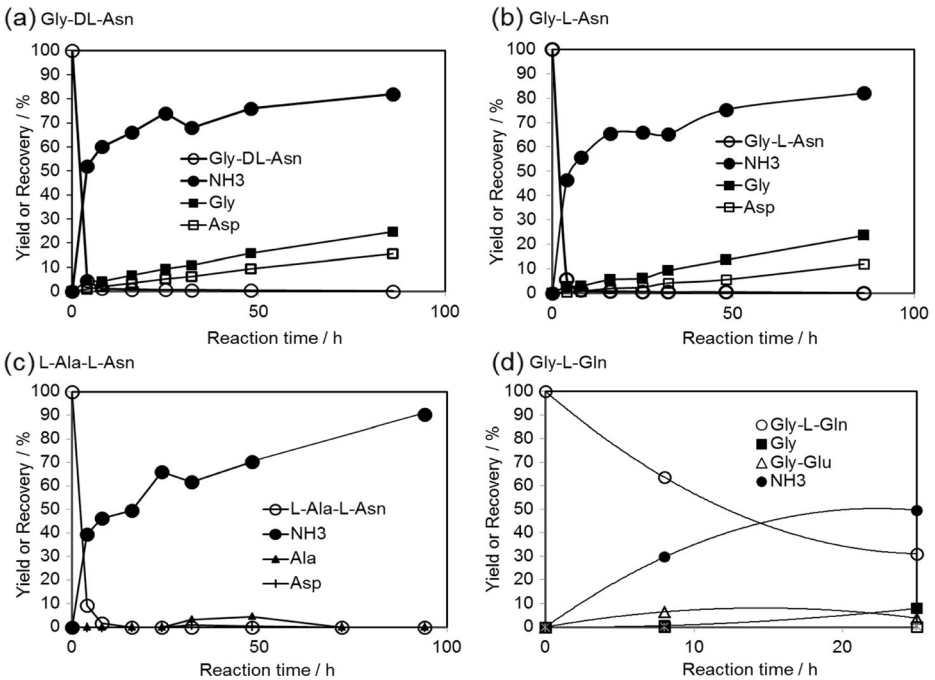 (a) Gly-DL-Asn
100
90
80
70
60
50
40
30
20
10
0
Yield or Recovery / %
Gly-DL-Asn
NH3
Gly
Asp
0
100
Reaction time / h
(b) Gly-L-Asn
100
90
80
70
60
50
40
30
20
10
0
Yield or Recovery / %
Gly-L-Asn
NH3
Gly
Asp
0
100
Reaction time / h
(c) L-Ala-L-Asn
100
90
80
70
60
50
40
30
20
10
0
Yield or Recovery / %
L-Ala-L-Asn
NH3
Ala
Asp
0
100
Reaction time / h
(d) Gly-L-Gln
100
90
80
70
60
50
40
30
20
10
0
Yield or Recovery / %
Gly-L-Gln
Gly
Gly-Glu
NH3
0
10
20
Reaction time / h